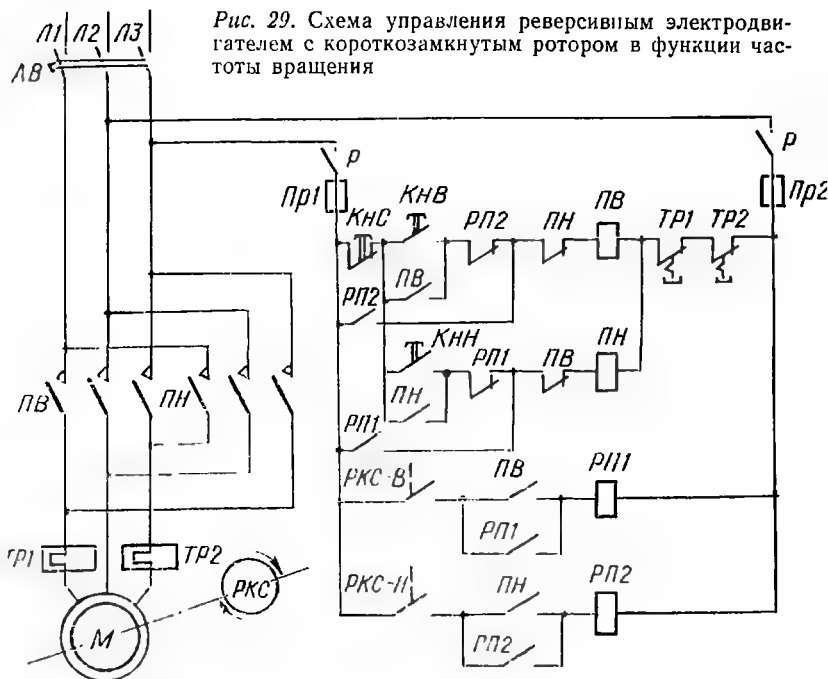 Рис. 29. Схема управления реверсивным электродви-
гателем с короткозамкнутым ротором в функции час-
тоты вращения
Л1 Л2 Л3
АВ
Р
Р
Пр1
Пр2
КнС КнВ РП2 ПН ПВ ТР1 ТР2
ПВ
РП2
КнН РП1 ПВ ПН
ПН
РП1
ПВ ПН
РКС-В ПВ РП1
РП1
ТР1 ТР2
РКС
РКС-Н ПН РП2
РП2
М